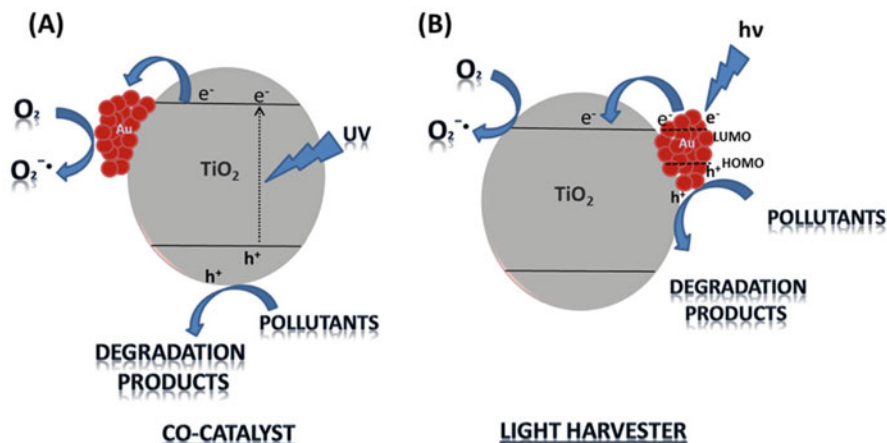 (A)
e⁻
e⁻
O₂
Au
UV
O₂⁻•
TiO₂
h⁺
h⁺
POLLUTANTS
DEGRADATION
PRODUCTS
CO-CATALYST
(B)
hν
O₂
e⁻
e⁻
e⁻
O₂⁻•
Au
LUMO
HOMO
h⁺
TiO₂
h⁺
POLLUTANTS
DEGRADATION
PRODUCTS
LIGHT HARVESTER